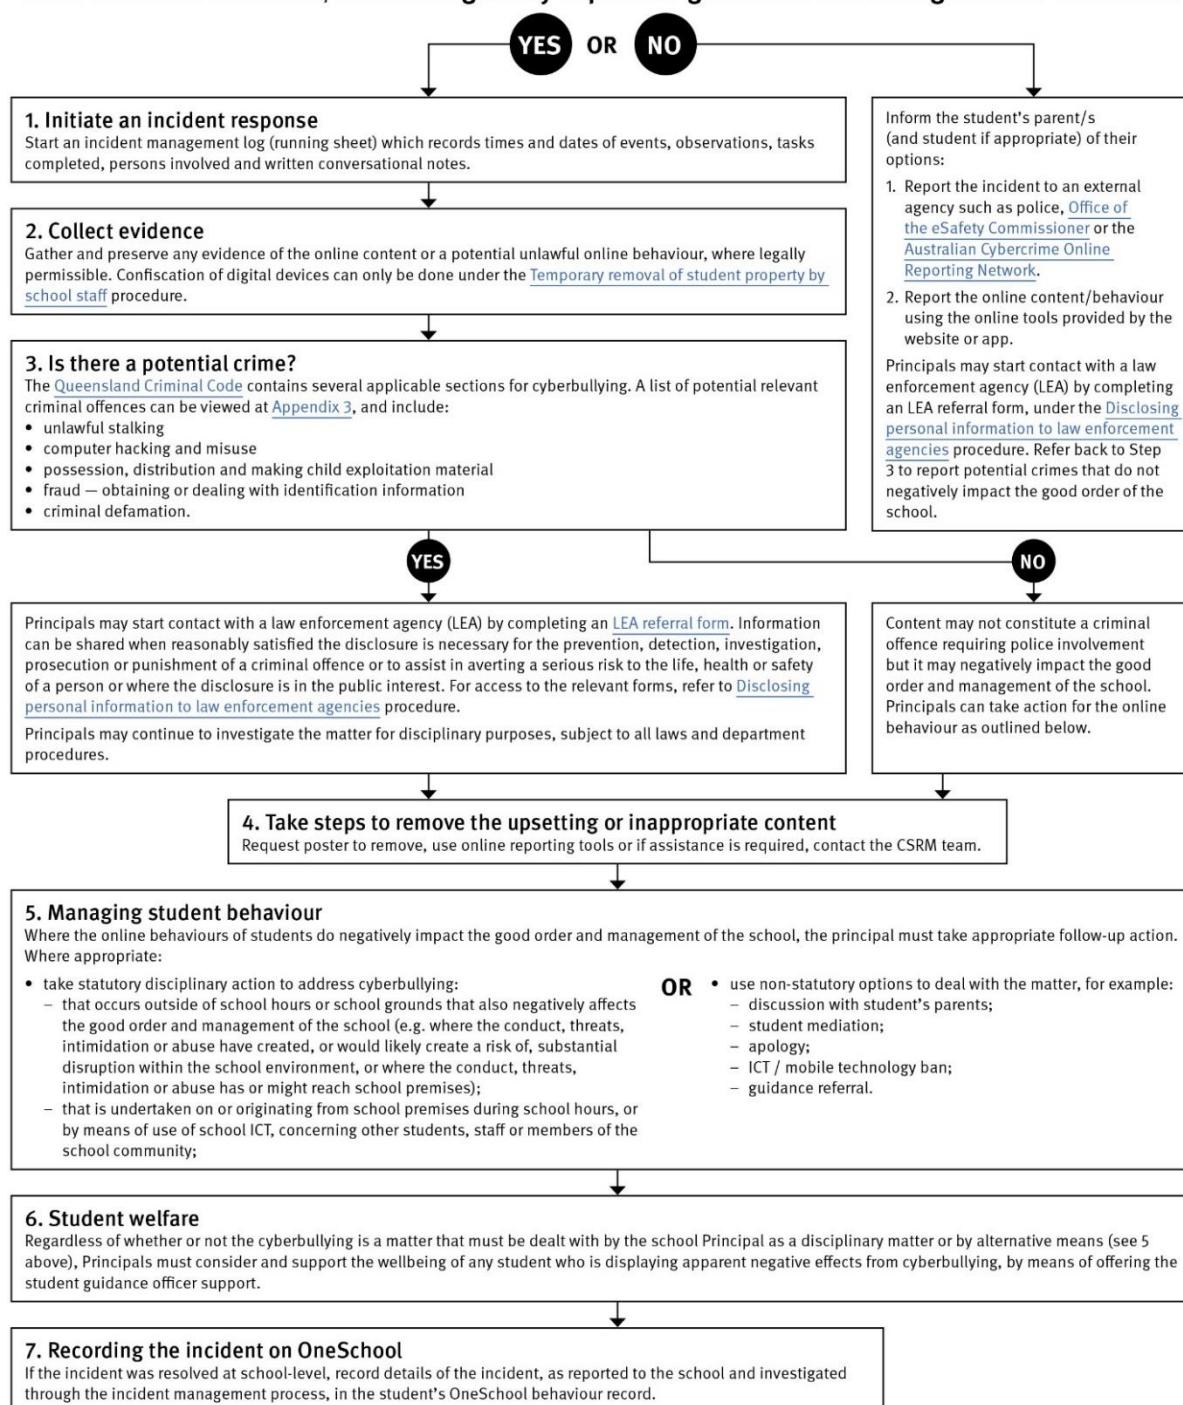 YES OR NO
1. Initiate an incident response
Start an incident management log (running sheet) which records times and dates of events, observations, tasks
completed, persons involved and written conversational notes.
2. Collect evidence
Gather and preserve any evidence of the online content or a potential unlawful online behaviour, where legally
permissible. Confiscation of digital devices can only be done under the Temporary removal of student property by
school staff procedure.
3. Is there a potential crime?
The Queensland Criminal Code contains several applicable sections for cyberbullying. A list of potential relevant
criminal offences can be viewed at Appendix 3, and include:
• unlawful stalking
• computer hacking and misuse
• possession, distribution and making child exploitation material
• fraud — obtaining or dealing with identification information
• criminal defamation.
Inform the student's parent/s
(and student if appropriate) of their
options:
1. Report the incident to an external
agency such as police, Office of
the eSafety Commissioner or the
Australian Cybercrime Online
Reporting Network.
2. Report the online content/behaviour
using the online tools provided by the
website or app.
Principals may start contact with a law
enforcement agency (LEA) by completing
an LEA referral form, under the Disclosing
personal information to law enforcement
agencies procedure. Refer back to Step
3 to report potential crimes that do not
negatively impact the good order of the
school.
YES
NO
Principals may start contact with a law enforcement agency (LEA) by completing an LEA referral form. Information
can be shared when reasonably satisfied the disclosure is necessary for the prevention, detection, investigation,
prosecution or punishment of a criminal offence or to assist in averting a serious risk to the life, health or safety
of a person or where the disclosure is in the public interest. For access to the relevant forms, refer to Disclosing
personal information to law enforcement agencies procedure.
Principals may continue to investigate the matter for disciplinary purposes, subject to all laws and department
procedures.
Content may not constitute a criminal
offence requiring police involvement
but it may negatively impact the good
order and management of the school.
Principals can take action for the online
behaviour as outlined below.
4. Take steps to remove the upsetting or inappropriate content
Request poster to remove, use online reporting tools or if assistance is required, contact the CSRM team.
5. Managing student behaviour
Where the online behaviours of students do negatively impact the good order and management of the school, the principal must take appropriate follow-up action.
Where appropriate:
• take statutory disciplinary action to address cyberbullying:
– that occurs outside of school hours or school grounds that also negatively affects
the good order and management of the school (e.g. where the conduct, threats,
intimidation or abuse have created, or would likely create a risk of, substantial
disruption within the school environment, or where the conduct, threats,
intimidation or abuse has or might reach school premises);
– that is undertaken on or originating from school premises during school hours, or
by means of use of school ICT, concerning other students, staff or members of the
school community;
OR
• use non-statutory options to deal with the matter, for example:
– discussion with student's parents;
– student mediation;
– apology;
– ICT / mobile technology ban;
– guidance referral.
6. Student welfare
Regardless of whether or not the cyberbullying is a matter that must be dealt with by the school Principal as a disciplinary matter or by alternative means (see 5
above), Principals must consider and support the wellbeing of any student who is displaying apparent negative effects from cyberbullying, by means of offering the
student guidance officer support.
7. Recording the incident on OneSchool
If the incident was resolved at school-level, record details of the incident, as reported to the school and investigated
through the incident management process, in the student's OneSchool behaviour record.